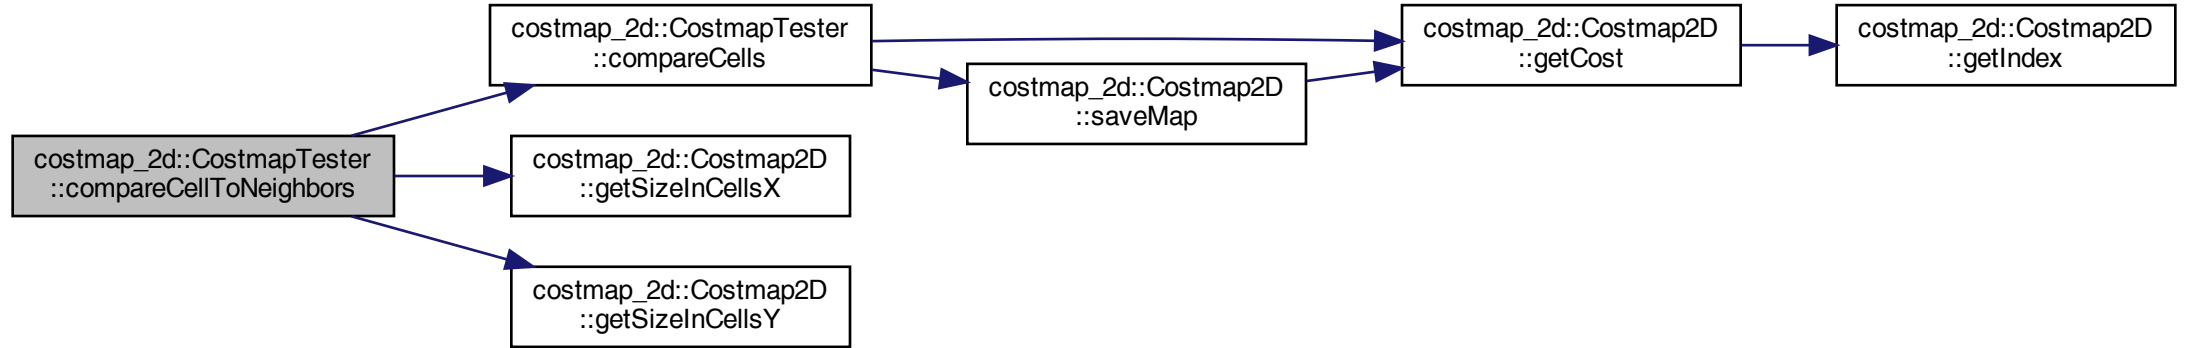 costmap_2d::CostmapTester
::compareCellToNeighbors
costmap_2d::CostmapTester
::compareCells
costmap_2d::Costmap2D
::getSizeInCellsX
costmap_2d::Costmap2D
::getSizeInCellsY
costmap_2d::Costmap2D
::saveMap
costmap_2d::Costmap2D
::getCost
costmap_2d::Costmap2D
::getIndex